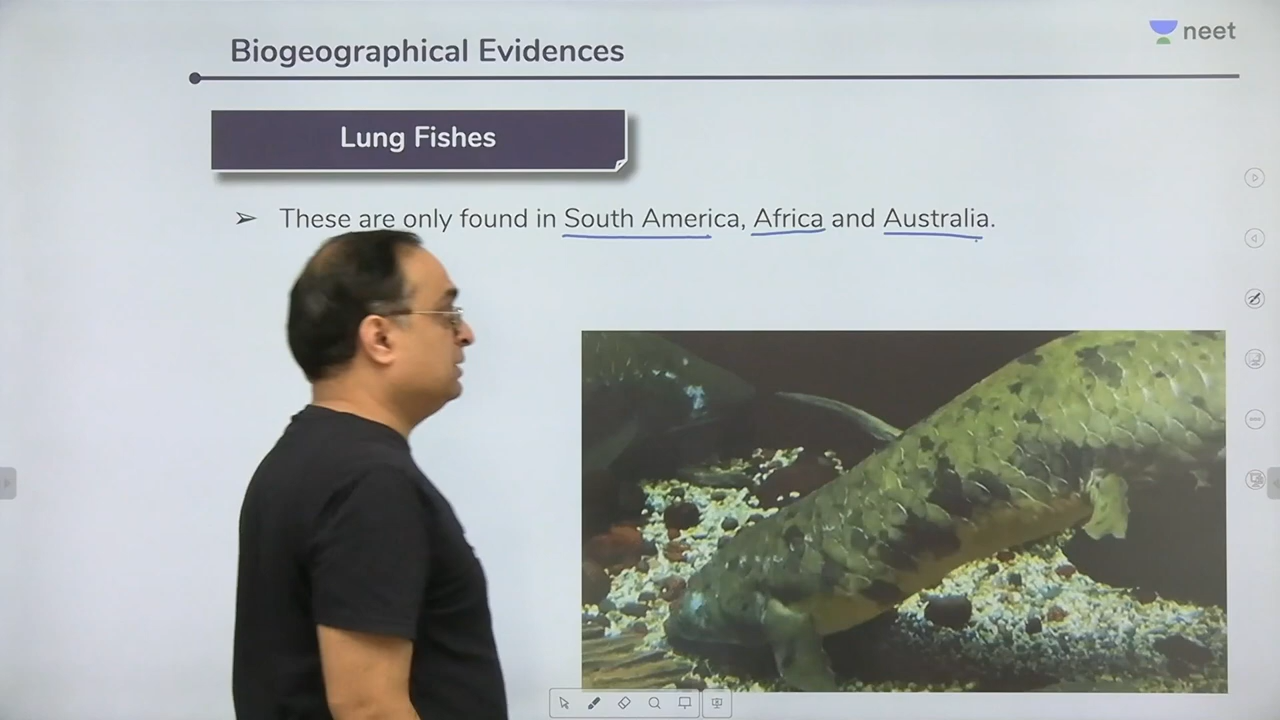 Biogeographical Evidences
neet
Lung Fishes
➢ These are only found in South America, Africa and Australia.